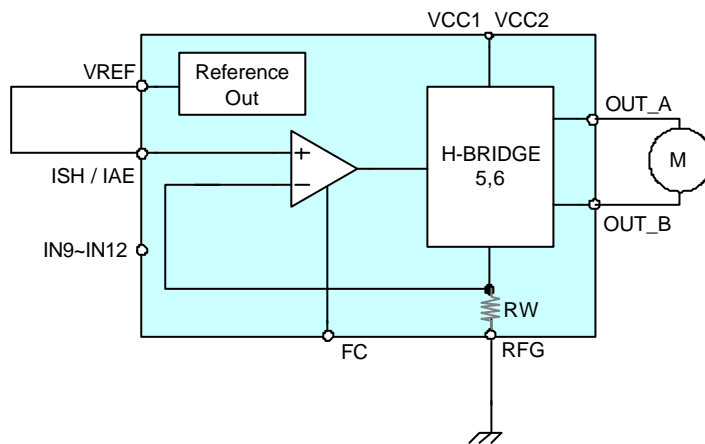 VCC1 VCC2
VREF
Reference
Out
OUT_A
+
H-BRIDGE
5,6
M
ISH / IAE
−
OUT_B
IN9~IN12
RW
FC
RFG